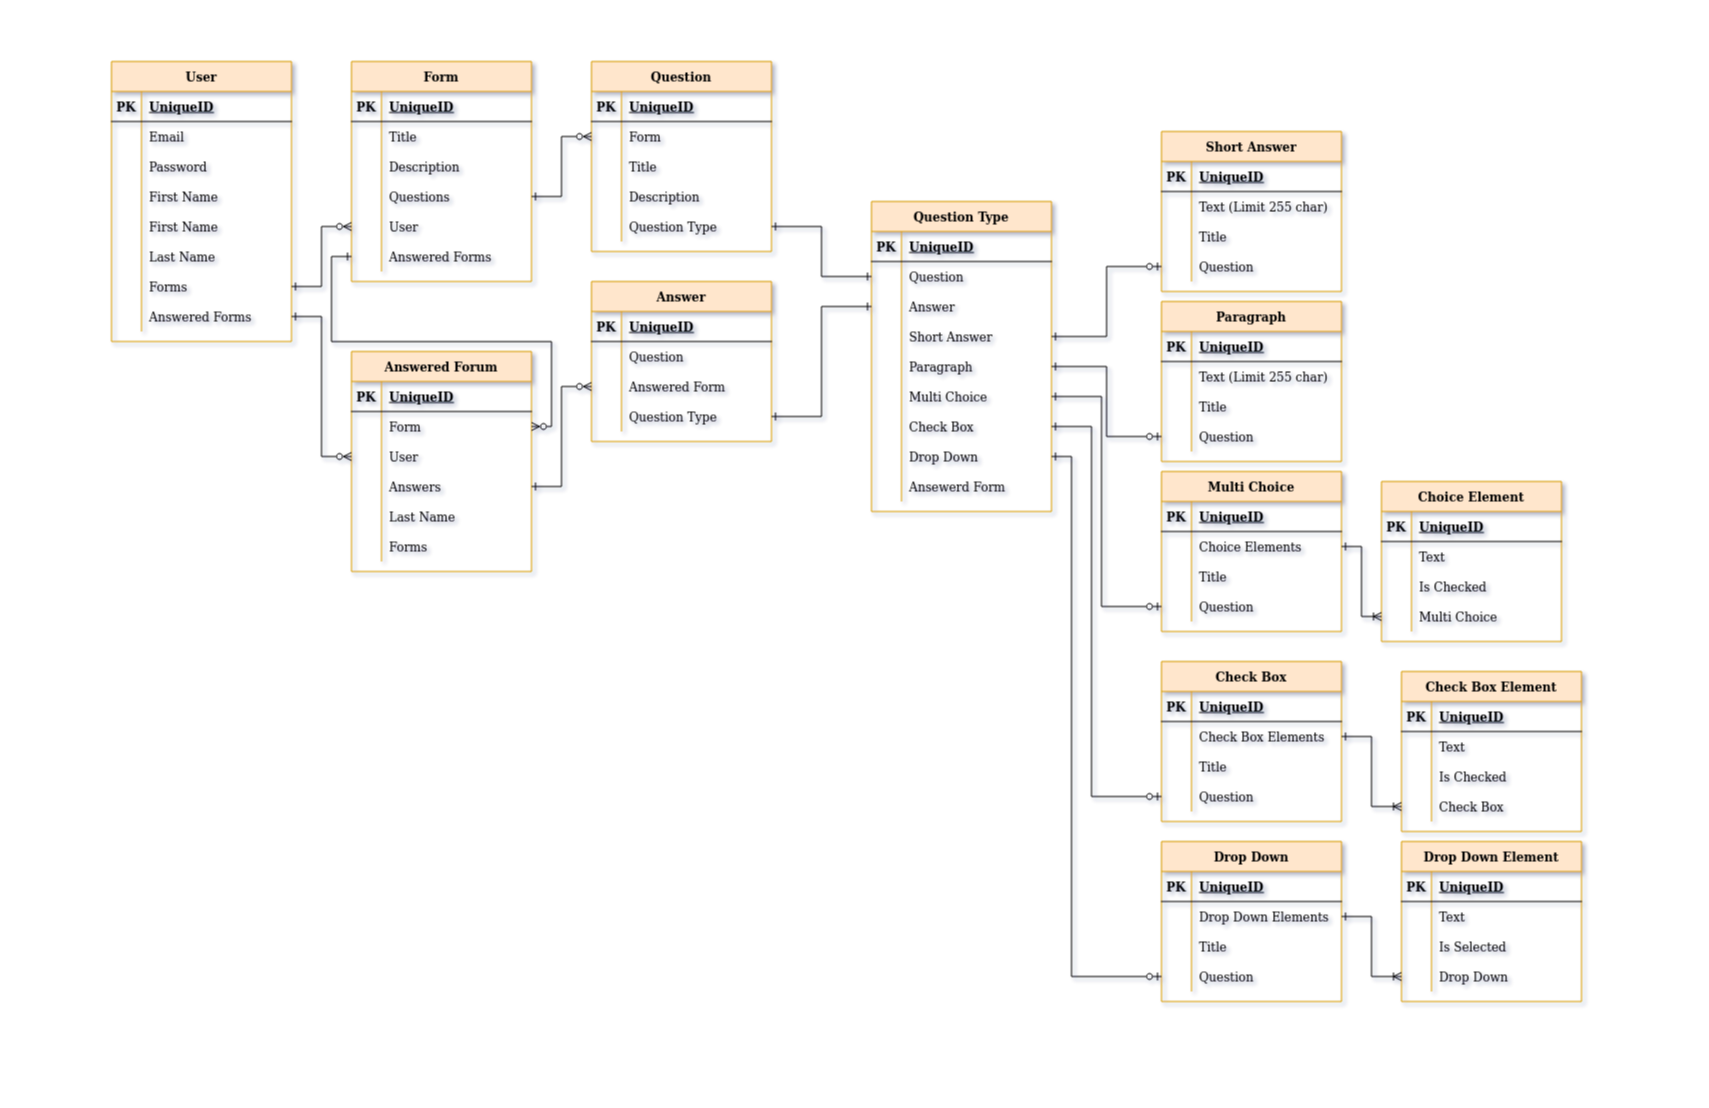 User
PK UniqueID
Email
Password
First Name
First Name
Last Name
Forms
Answered Forms
Form
PK UniqueID
Title
Description
Questions
User
Answered Forms
Answered Forum
PK UniqueID
Form
User
Answers
Last Name
Forms
Question
PK UniqueID
Form
Title
Description
Question Type
Answer
PK UniqueID
Question
Answered Form
Question Type
Question Type
PK UniqueID
Question
Answer
Short Answer
Paragraph
Multi Choice
Check Box
Drop Down
Ansewerd Form
Short Answer
PK UniqueID
Text (Limit 255 char)
Title
Question
Paragraph
PK UniqueID
Text (Limit 255 char)
Title
Question
Multi Choice
PK UniqueID
Choice Elements
Title
Question
Choice Element
PK UniqueID
Text
Is Checked
Multi Choice
Check Box
PK UniqueID
Check Box Elements
Title
Question
Check Box Element
PK UniqueID
Text
Is Checked
Check Box
Drop Down
PK UniqueID
Drop Down Elements
Title
Question
Drop Down Element
PK UniqueID
Text
Is Selected
Drop Down